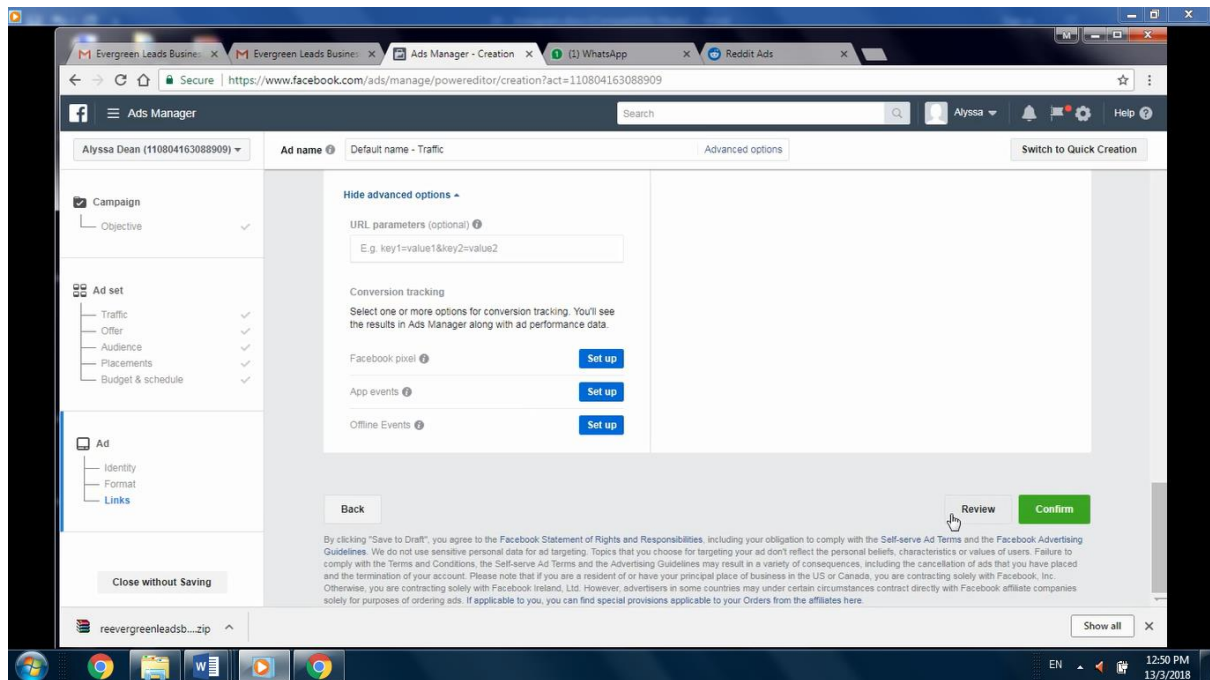 M
Evergreen Leads Busines
Evergreen Leads Busines
Ads Manager - Creation
(1) WhatsApp
Reddit Ads
Secure
https://www.facebook.com/ads/manage/powereditor/creation?act=110804163088909
Ads Manager
Search
Alyssa
Help
Alyssa Dean (110804163088909)
Ad name
Default name - Traffic
Advanced options
Switch to Quick Creation
Campaign
Objective
Ad set
Traffic
Offer
Audience
Placements
Budget & schedule
Ad
Identity
Format
Links
Close without Saving
Hide advanced options
URL parameters (optional)
E.g. key1=value1&key2=value2
Conversion tracking
Select one or more options for conversion tracking. You'll see
the results in Ads Manager along with ad performance data.
Facebook pixel Set up
App events Set up
Offline Events Set up
Back
Review
Confirm
By clicking "Save to Draft", you agree to the Facebook Statement of Rights and Responsibilities, including your obligation to comply with the Self-serve Ad Terms and the Facebook Advertising
Guidelines. We do not use sensitive personal data for ad targeting. Topics that you choose for targeting your ad don't reflect the personal beliefs, characteristics or values of users. Failure to
comply with the Terms and Conditions, the Self-serve Ad Terms and the Advertising Guidelines may result in a variety of consequences, including the cancellation of ads that you have placed
and the termination of your account. Please note that if you are a resident of or have your principal place of business in the US or Canada, you are contracting solely with Facebook, Inc.
Otherwise, you are contracting solely with Facebook Ireland, Ltd. However, advertisers in some countries may under certain circumstances contract directly with Facebook affiliate companies
solely for purposes of ordering ads. If applicable to you, you can find special provisions applicable to your Orders from the affiliates here.
reevergreenleadsb....zip
Show all
EN
12:50 PM
13/3/2018